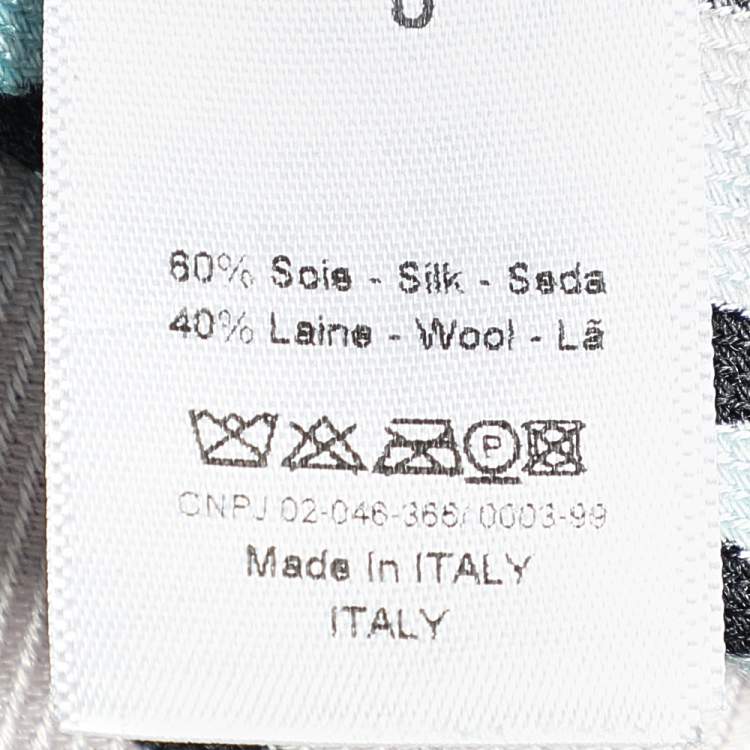 60% Soie - Silk - Seda
40% Laine - Wool - Lã
P
CNPJ 02-046-366/0003-99
Made in ITALY
ITALY